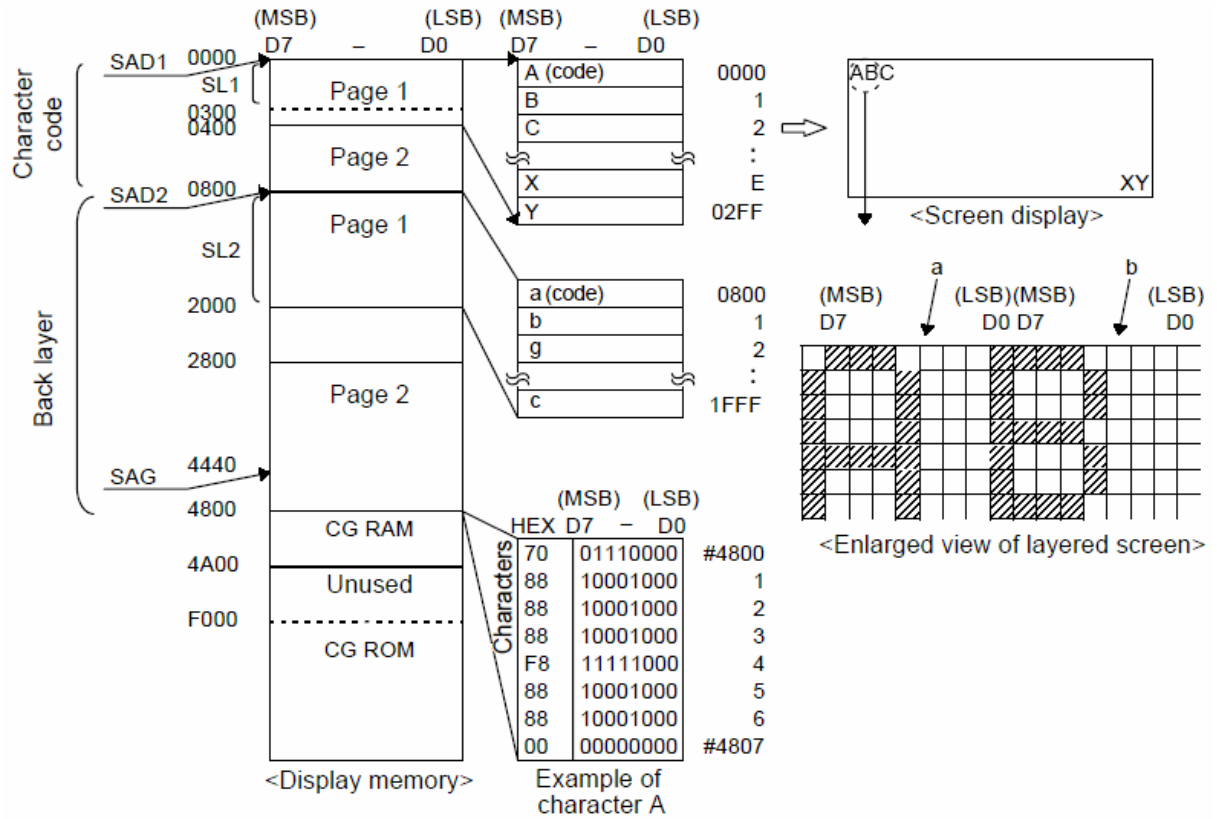 (MSB) (LSB)
D7 – D0
SAD1
0000
SL1
0300
0400
SAD2
0800
SL2
2000
2800
SAG
4440
4800
4A00
F000
Character
code
Back layer
Page 1
Page 2
Page 1
Page 2
CG RAM
Unused
CG ROM
<Display memory>
(MSB) (LSB)
D7 – D0
A (code) 0000
B 1
C 2
:
X E
Y 02FF
a (code) 0800
b 1
g 2
:
c 1FFF
(MSB) (LSB)
HEX D7 – D0
Characters
70 01110000 #4800
88 10001000 1
88 10001000 2
88 10001000 3
F8 11111000 4
88 10001000 5
88 10001000 6
00 00000000 #4807
Example of
character A
ABC
XY
<Screen display>
a b
(MSB) (LSB)(MSB) (LSB)
D7 D0 D7 D0
<Enlarged view of layered screen>